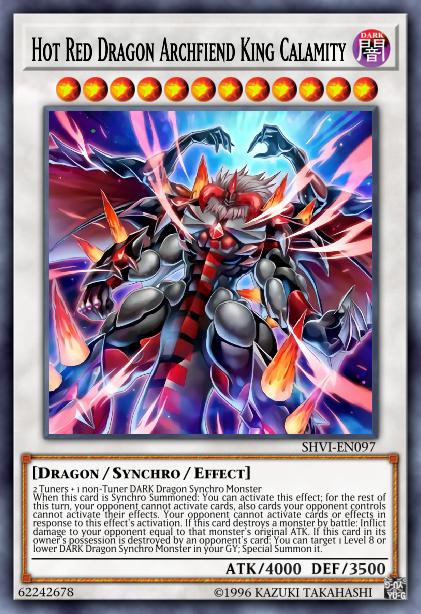 HOT RED DRAGON ARCHFIEND KING CALAMITY
DARK
闇
SHVI-EN097
[DRAGON / SYNCHRO / EFFECT]
2 Tuners + 1 non-Tuner DARK Dragon Synchro Monster
When this card is Synchro Summoned: You can activate this effect; for the rest
of this turn, your opponent cannot activate cards, also cards your opponent controls
cannot activate their effects. Your opponent cannot activate cards or effects in
response to this effect's activation. If this card destroys a monster by battle: Inflict
damage to your opponent equal to that monster's original ATK. If this card in its
owner's possession is destroyed by an opponent's card: You can target 1 Level 8 or
lower DARK Dragon Synchro Monster in your GY; Special Summon it.
ATK/4000 DEF/3500
62242678
©1996 KAZUKI TAKAHASHI